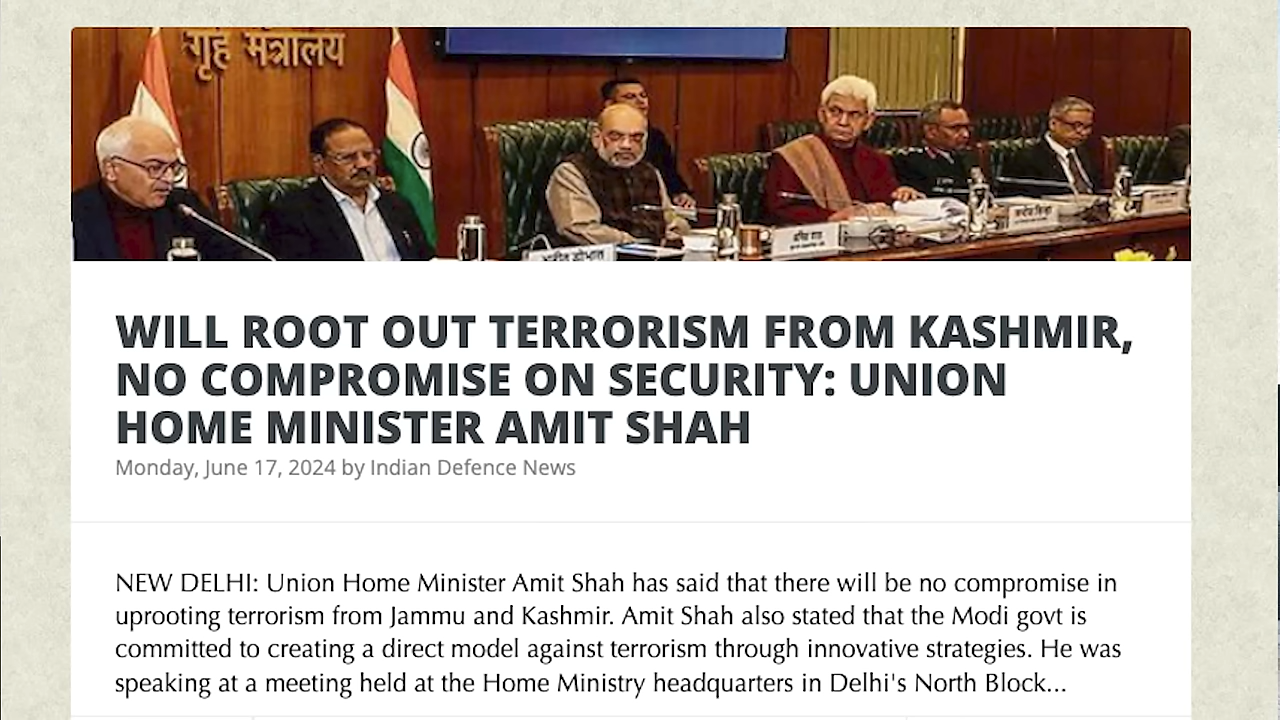 गृह मंत्रालय
WILL ROOT OUT TERRORISM FROM KASHMIR,
NO COMPROMISE ON SECURITY: UNION
HOME MINISTER AMIT SHAH
Monday, June 17, 2024 by Indian Defence News
NEW DELHI: Union Home Minister Amit Shah has said that there will be no compromise in
uprooting terrorism from Jammu and Kashmir. Amit Shah also stated that the Modi govt is
committed to creating a direct model against terrorism through innovative strategies. He was
speaking at a meeting held at the Home Ministry headquarters in Delhi's North Block...